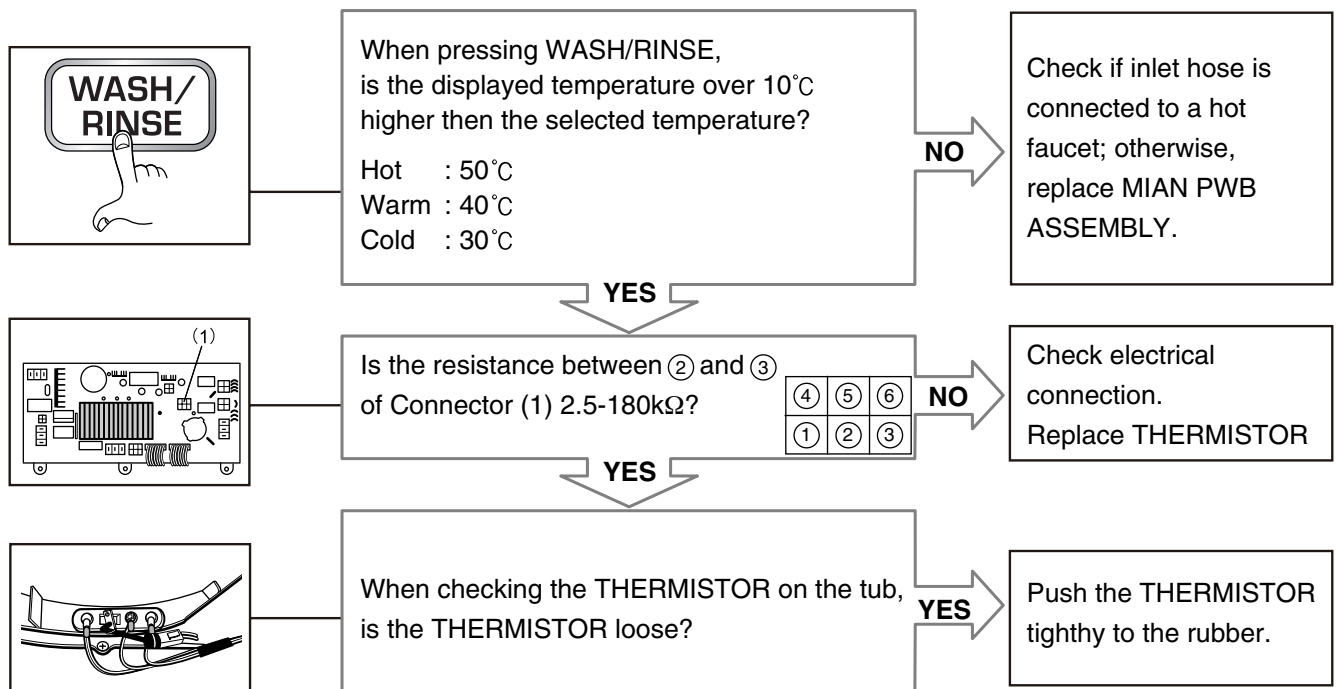 WASH/
RINSE
When pressing WASH/RINSE,
is the displayed temperature over 10℃
higher then the selected temperature?
Hot : 50℃
Warm : 40℃
Cold : 30℃
NO
Check if inlet hose is
connected to a hot
faucet; otherwise,
replace MIAN PWB
ASSEMBLY.
YES
(1)
Is the resistance between ② and ③
of Connector (1) 2.5-180kΩ?
④ ⑤ ⑥
① ② ③
NO
Check electrical
connection.
Replace THERMISTOR
YES
When checking the THERMISTOR on the tub,
is the THERMISTOR loose?
YES
Push the THERMISTOR
tighthy to the rubber.